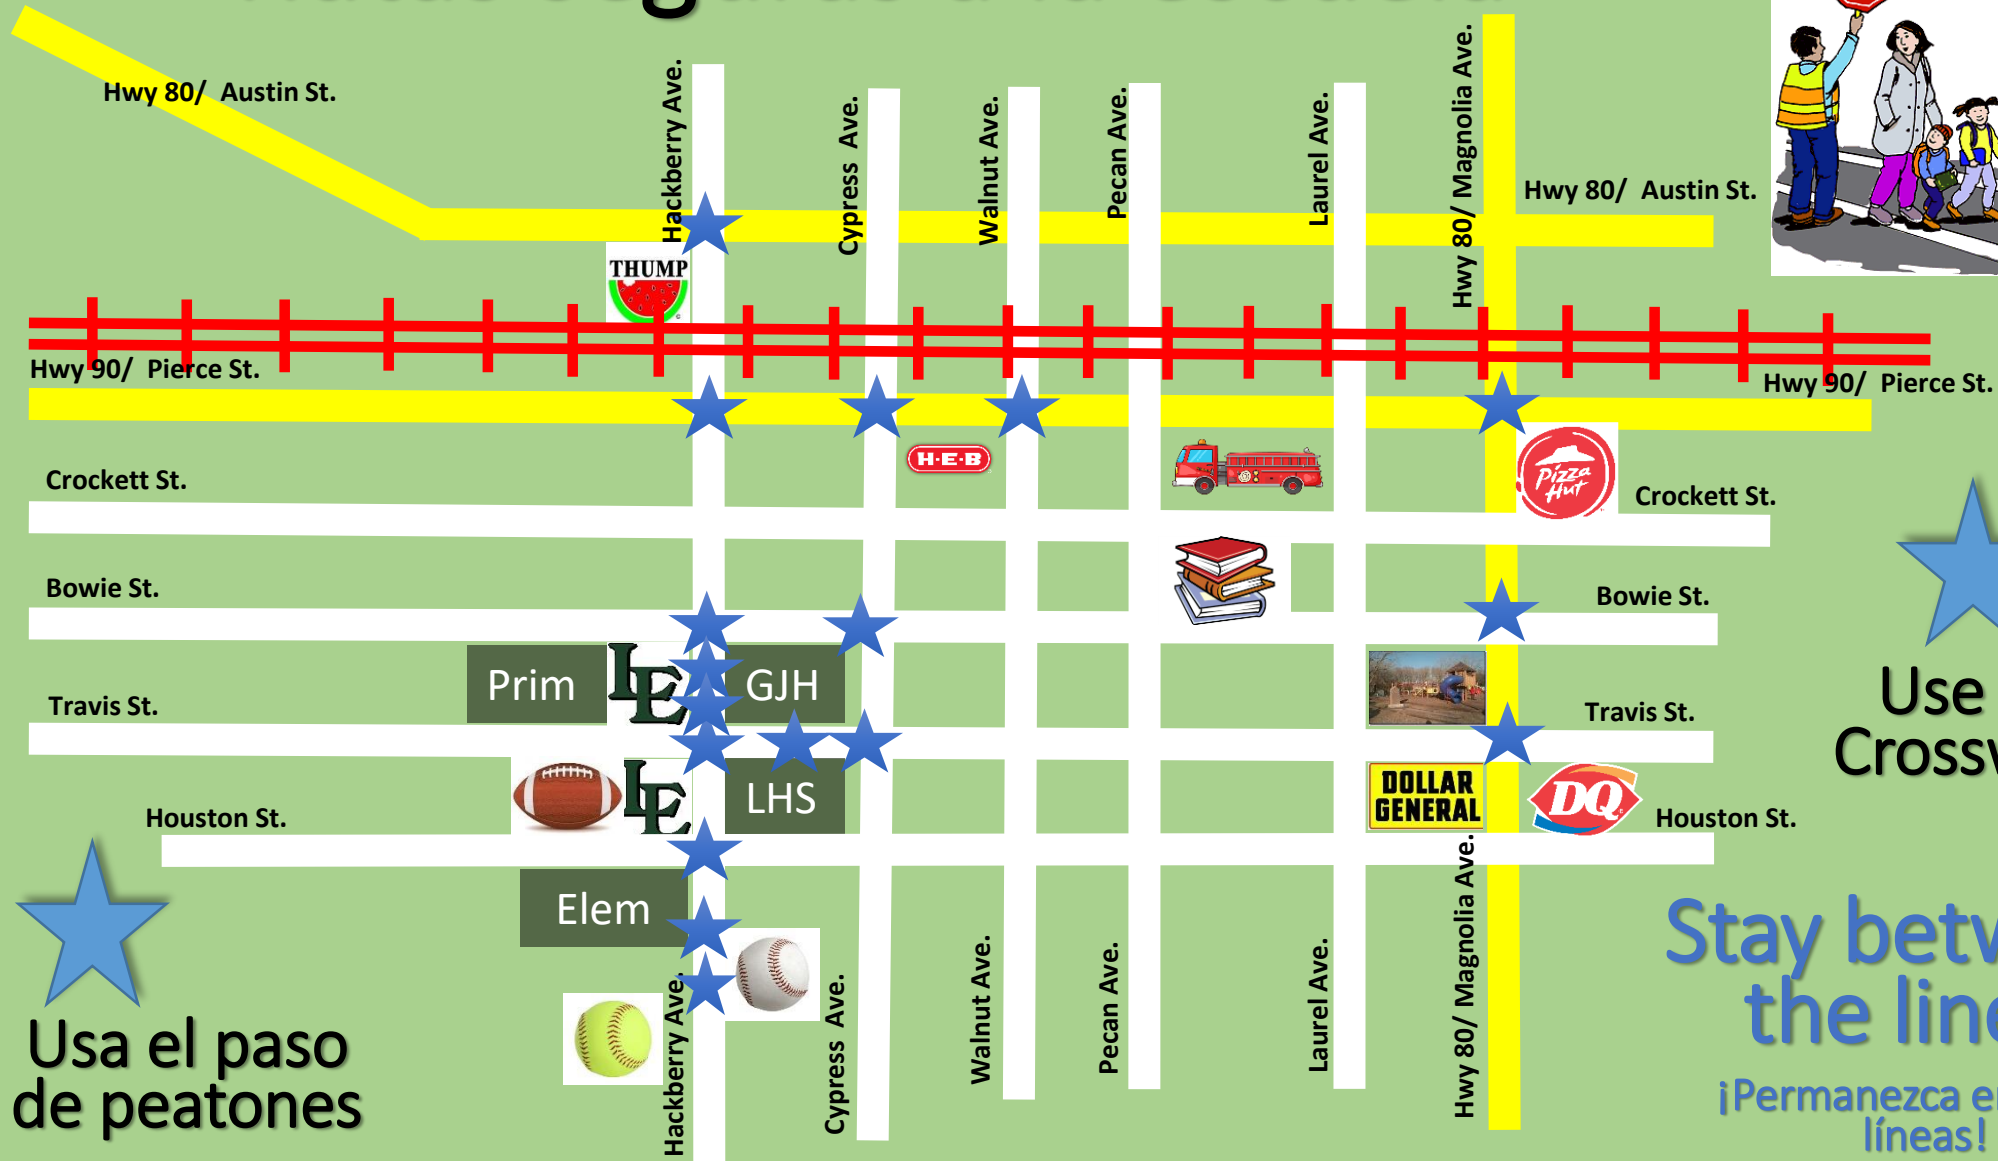 Hwy 80/ Austin St.
Hackberry Ave.
Cypress Ave.
Walnut Ave.
Pecan Ave.
Laurel Ave.
Hwy 80/ Magnolia Ave.
Hwy 80/ Austin St.
THUMP
Hwy 90/ Pierce St.
Hwy 90/ Pierce St.
H-E-B
Pizza
Hut
Crockett St.
Crockett St.
Bowie St.
Bowie St.
Prim
LE
GJH
Use
Travis St.
Travis St.
Crossw
LE
LHS
DOLLAR
GENERAL
DQ
Houston St.
Houston St.
Elem
Stay betw
the line
Hackberry Ave.
Cypress Ave.
Walnut Ave.
Pecan Ave.
Laurel Ave.
Hwy 80/ Magnolia Ave.
Usa el paso
de peatones
¡Permanezca
líneas!